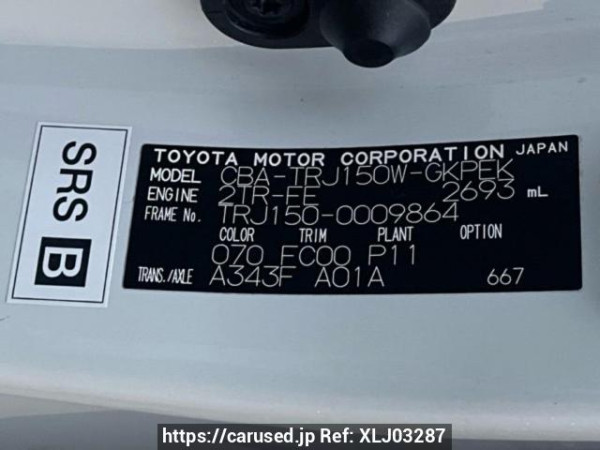 SRS B
TOYOTA MOTOR CORPORATION JAPAN
MODEL CBA-TRJ150W-GKPEK
ENGINE 2TR-FE 2693 mL
FRAME No. TRJ150-0009864
COLOR TRIM PLANT OPTION
070 FC00 P11
TRANS./AXLE A343F A01A 667
https://carused.jp Ref: XLJ03287